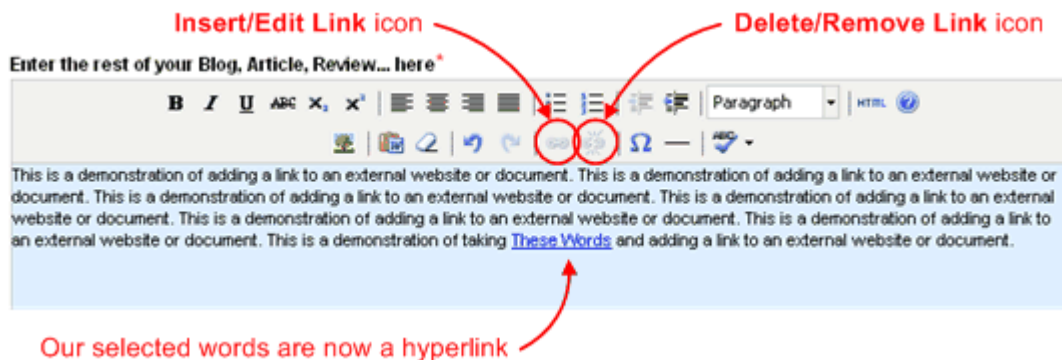 Insert/Edit Link icon
Delete/Remove Link icon
Enter the rest of your Blog, Article, Review... here*
B I U ABC X₂ X² Paragraph HTML ?
W Ω ABC
This is a demonstration of adding a link to an external website or document. This is a demonstration of adding a link to an external website or
document. This is a demonstration of adding a link to an external website or document. This is a demonstration of adding a link to an external
website or document. This is a demonstration of adding a link to an external website or document. This is a demonstration of adding a link to
an external website or document. This is a demonstration of taking These Words and adding a link to an external website or document.
Our selected words are now a hyperlink